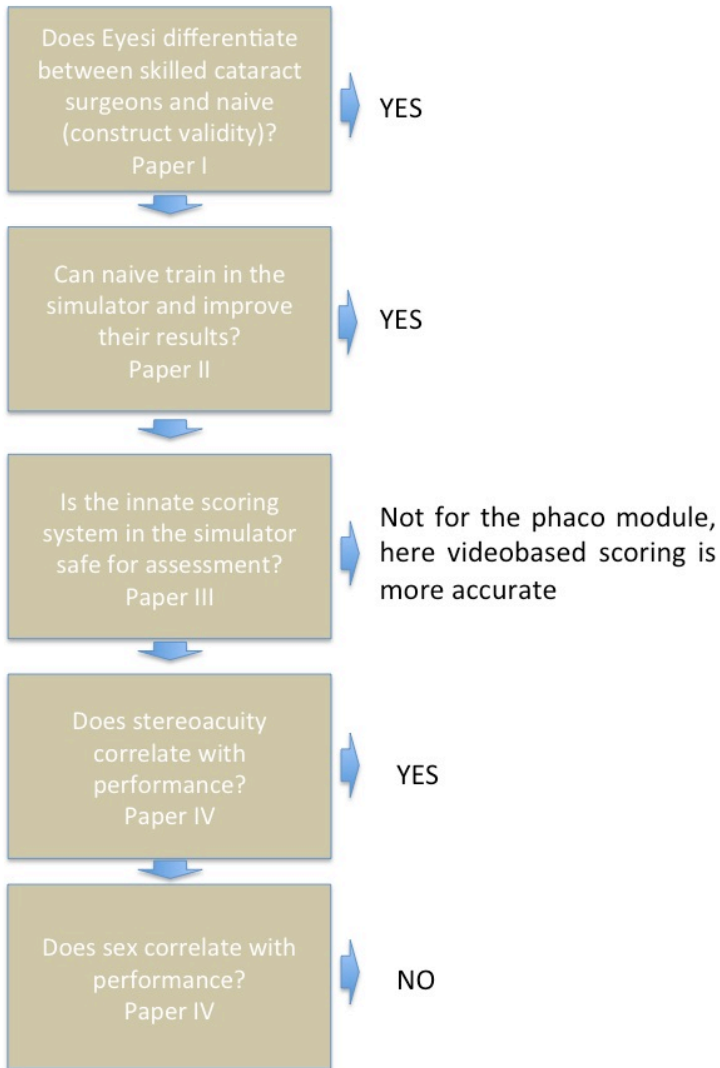 Does Eyesi differentiate
between skilled cataract
surgeons and naive
(construct validity)?
Paper I
YES
Can naive train in the
simulator and improve
their results?
Paper II
YES
Is the innate scoring
system in the simulator
safe for assessment?
Paper III
Not for the phaco module,
here videobased scoring is
more accurate
Does stereoacuity
correlate with
performance?
Paper IV
YES
Does sex correlate with
performance?
Paper IV
NO